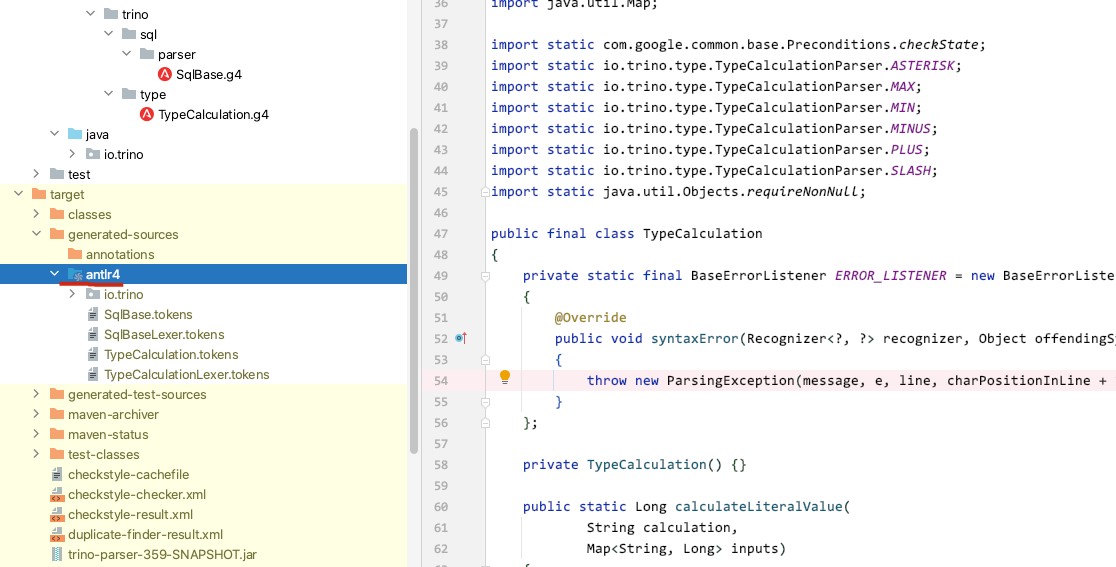 trino
sql
parser
SqlBase.g4
type
TypeCalculation.g4
java
io.trino
test
target
classes
generated-sources
annotations
antlr4
io.trino
SqlBase.tokens
SqlBaseLexer.tokens
TypeCalculation.tokens
TypeCalculationLexer.tokens
generated-test-sources
maven-archiver
maven-status
test-classes
checkstyle-cachefile
checkstyle-checker.xml
checkstyle-result.xml
duplicate-finder-result.xml
trino-parser-359-SNAPSHOT.jar
36 import java.util.Map;
37
38 import static com.google.common.base.Preconditions.checkState;
39 import static io.trino.type.TypeCalculationParser.ASTERISK;
40 import static io.trino.type.TypeCalculationParser.MAX;
41 import static io.trino.type.TypeCalculationParser.MIN;
42 import static io.trino.type.TypeCalculationParser.MINUS;
43 import static io.trino.type.TypeCalculationParser.PLUS;
44 import static io.trino.type.TypeCalculationParser.SLASH;
45 import static java.util.Objects.requireNonNull;
46
47 public final class TypeCalculation
48 {
49 private static final BaseErrorListener ERROR_LISTENER = new BaseErrorListe
50 {
51 @Override
52 public void syntaxError(Recognizer<?, ?> recognizer, Object offendingSy
53 {
54 throw new ParsingException(message, e, line, charPositionInLine +
55 }
56 };
57
58 private TypeCalculation() {}
59
60 public static Long calculateLiteralValue(
61 String calculation,
62 Map<String, Long> inputs)